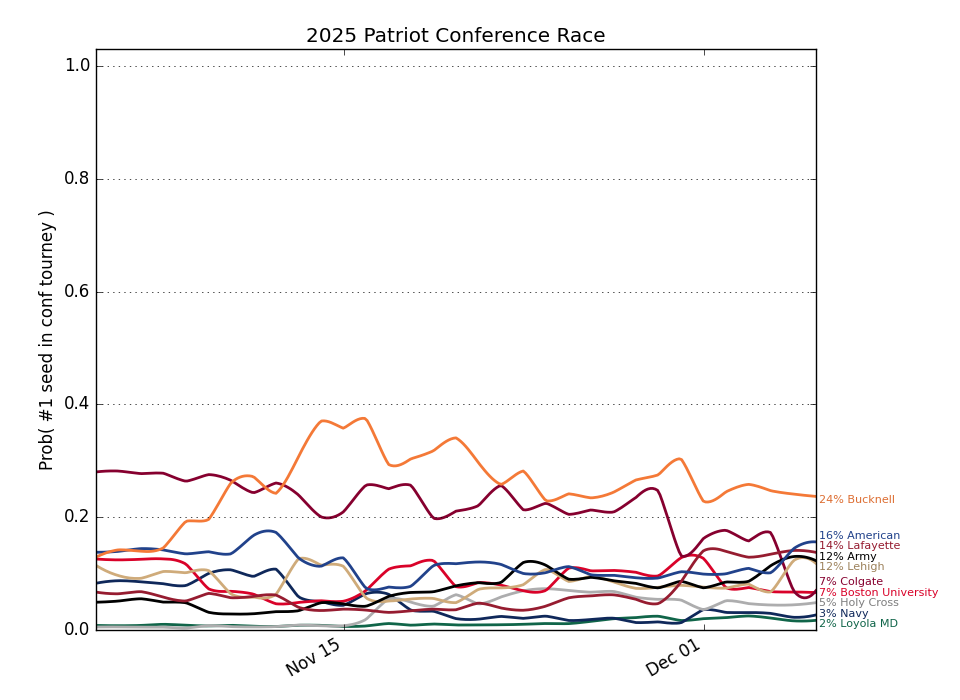 2025 Patriot Conference Race
Prob( #1 seed in conf tourney )
1.0
0.8
0.6
0.4
0.2
0.0
Nov 15
Dec 01
24% Bucknell
16% American
14% Lafayette
12% Army
12% Lehigh
7% Colgate
7% Boston University
5% Holy Cross
3% Navy
2% Loyola MD